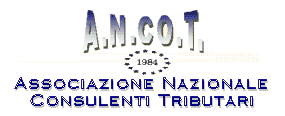 A.N.CO.T.
1984
Associazione Nazionale
Consulenti Tributari